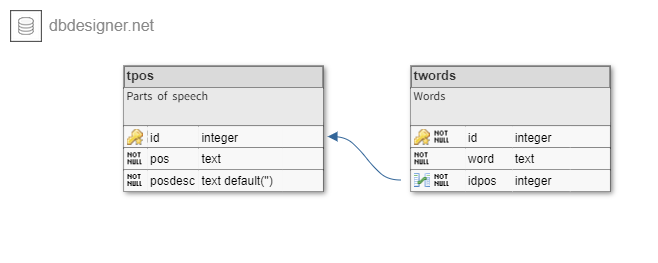 dbdesigner.net
tpos
Parts of speech
id integer
NOT NULL pos text
NOT NULL posdesc text default('')
twords
Words
NOT NULL id integer
NOT NULL word text
NOT NULL idpos integer